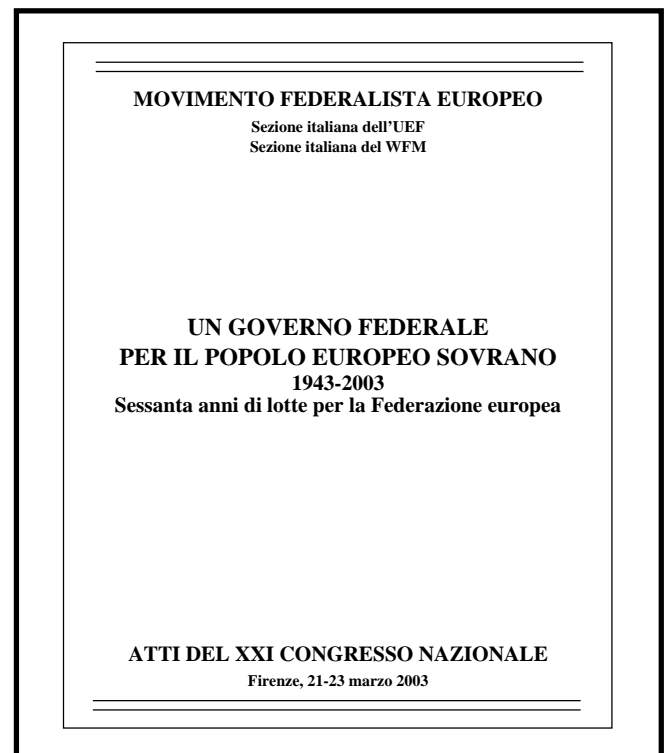 MOVIMENTO FEDERALISTA EUROPEO
Sezione italiana dell’UEF
Sezione italiana del WFM
UN GOVERNO FEDERALE
PER IL POPOLO EUROPEO SOVRANO
1943-2003
Sessanta anni di lotte per la Federazione europea
ATTI DEL XXI CONGRESSO NAZIONALE
Firenze, 21-23 marzo 2003